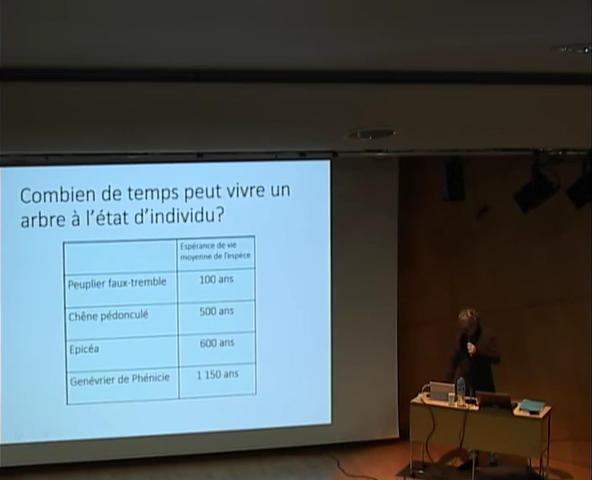 Combien de temps peut vivre un
arbre à l'état d'individu?
Espérance de vie
moyenne de l'espèce
Peuplier faux-tremble 100 ans
Chêne pédonculé 500 ans
Epicéa 600 ans
Genévrier de Phénicie 1 150 ans